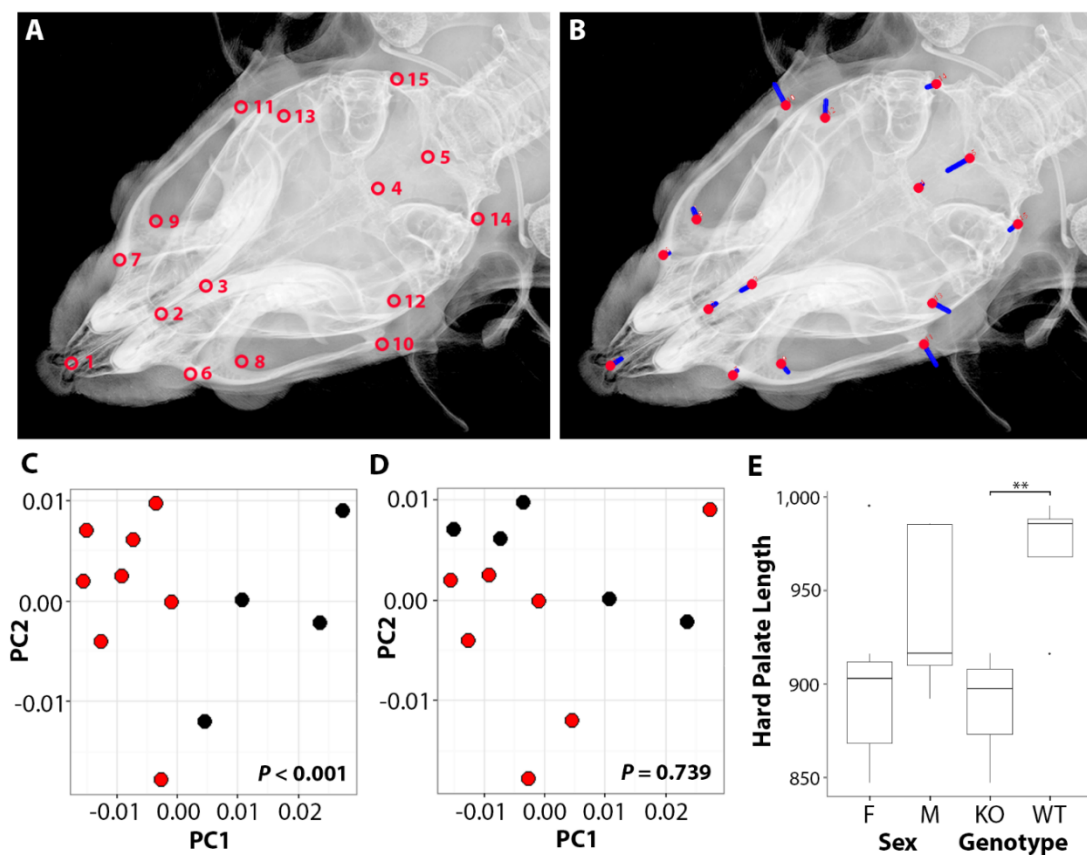 A
B
15
11
13
5
4
14
9
7
3
12
2
10
1
8
6
C
D
E
0.01
0.00
-0.01
PC2
-0.01
0.00
0.01
0.02
PC1
P < 0.001
0.01
0.00
-0.01
PC2
-0.01
0.00
0.01
0.02
PC1
P = 0.739
**
1,000
950
900
850
Hard Palate Length
F
M
KO
WT
Sex
Genotype